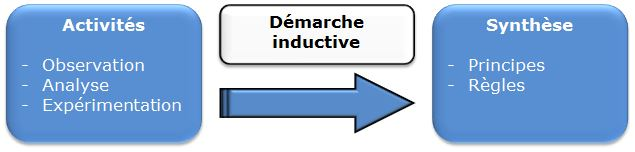 Activités
- Observation
- Analyse
- Expérimentation
Démarche
inductive
Synthèse
- Principes
- Règles